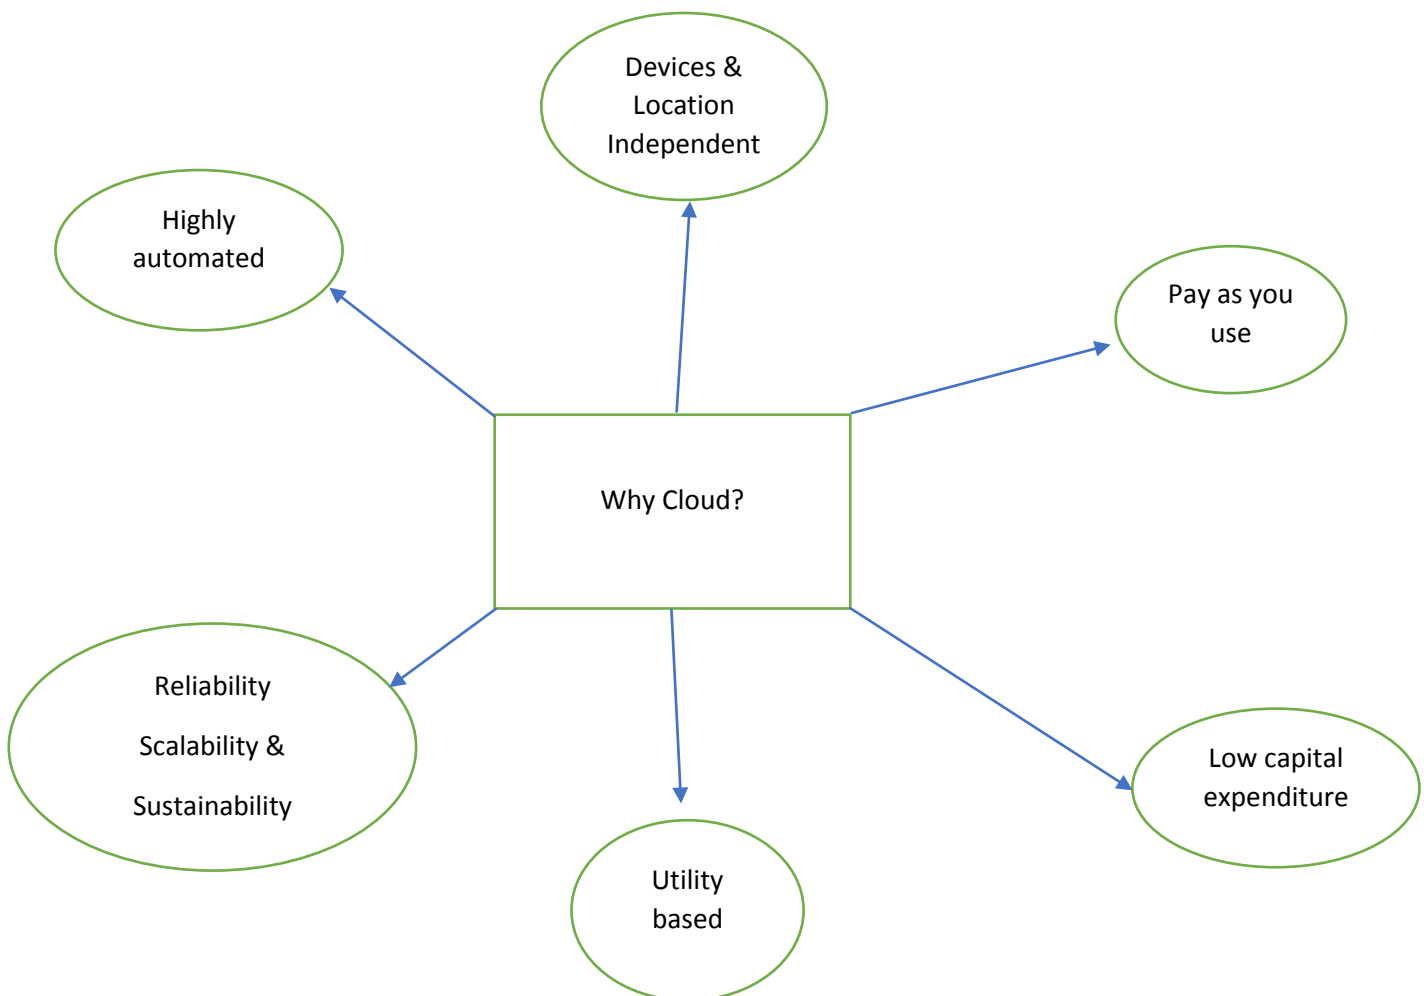 Devices &
Location
Independent
Highly
automated
Pay as you
use
Why Cloud?
Reliability
Scalability &
Sustainability
Low capital
expenditure
Utility
based